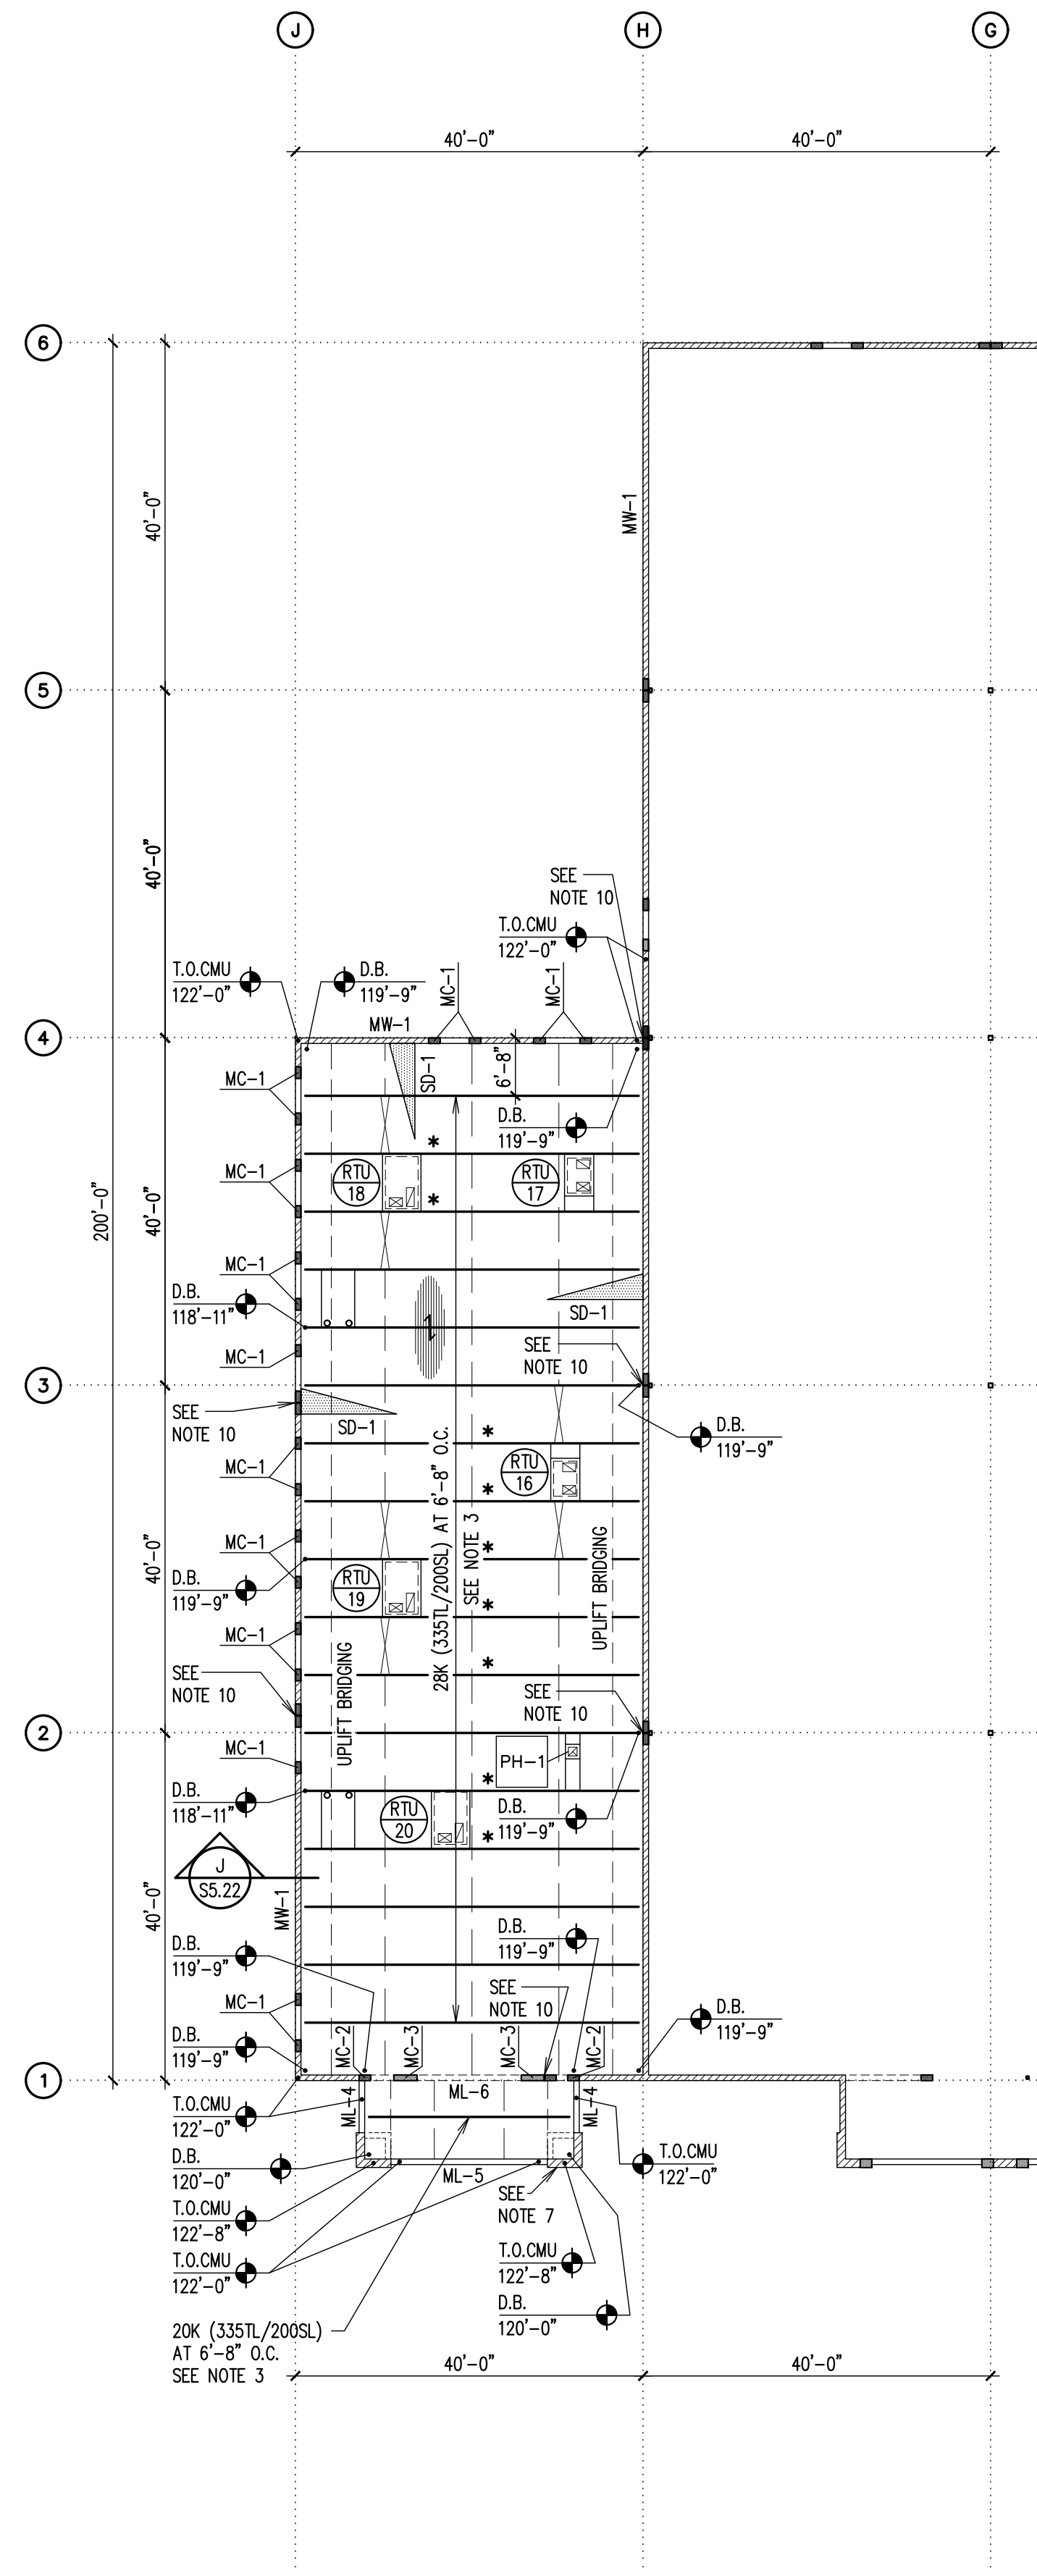 J
H
G
40'-0"
40'-0"
6
40'-0"
MW-1
5
40'-0"
SEE
NOTE 10
T.O.CMU
122'-0"
T.O.CMU
122'-0"
D.B.
119'-9"
MC-1
MC-1
MW-1
4
MC-1
SD-1
6'-8"
D.B.
119'-9"
*
RTU
18
RTU
17
MC-1
*
200'-0"
40'-0"
MC-1
D.B.
118'-11"
SD-1
MC-1
SEE
NOTE 10
3
SEE
NOTE 10
SD-1
D.B.
119'-9"
*
MC-1
RTU
16
*
28K (335TL/200SL) AT 6'-8" O.C.
SEE NOTE 3
40'-0"
MC-1
*
UPLIFT BRIDGING
D.B.
119'-9"
RTU
19
*
MC-1
*
SEE
NOTE 10
UPLIFT BRIDGING
SEE
NOTE 10
2
MC-1
PH-1
*
D.B.
118'-11"
RTU
20
D.B.
119'-9"
*
J
S5.22
MW-1
40'-0"
D.B.
119'-9"
D.B.
119'-9"
SEE
NOTE 10
MC-1
D.B.
119'-9"
D.B.
119'-9"
MC-2
MC-3
MC-3
MC-2
1
ML-4
ML-6
ML-4
T.O.CMU
122'-0"
D.B.
120'-0"
T.O.CMU
122'-0"
ML-5
SEE
NOTE 7
T.O.CMU
122'-8"
T.O.CMU
122'-0"
T.O.CMU
122'-8"
D.B.
120'-0"
20K (335TL/200SL)
AT 6'-8" O.C.
SEE NOTE 3
40'-0"
40'-0"